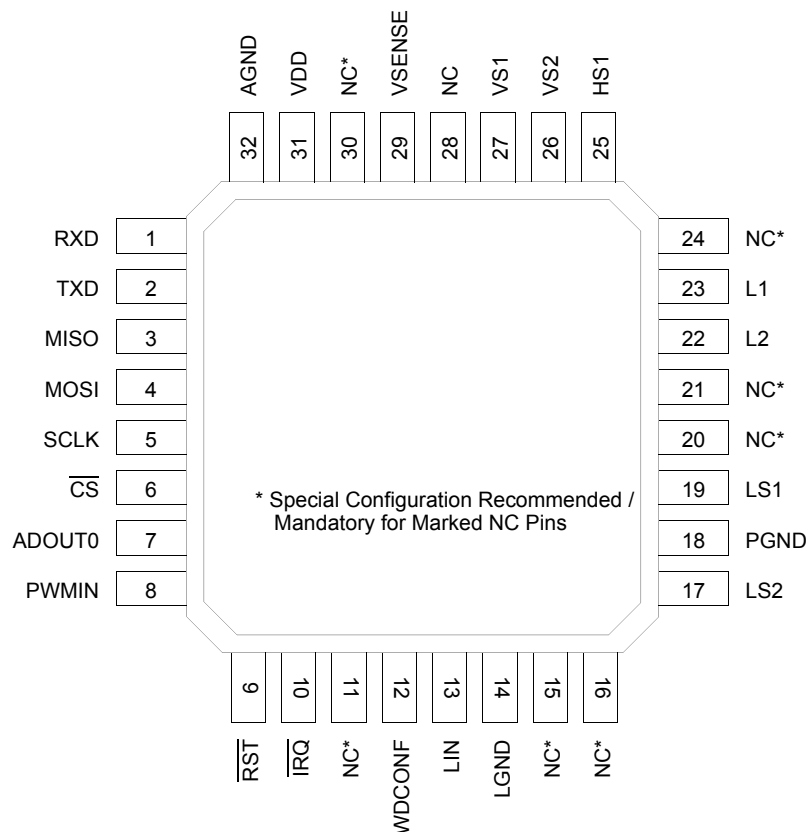 AGND
VDD
NC*
VSENSE
NC
VS1
VS2
HS1
32
31
30
29
28
27
26
25
RXD 1
TXD 2
MISO 3
MOSI 4
SCLK 5
CS 6
ADOUT0 7
PWMIN 8
24 NC*
23 L1
22 L2
21 NC*
20 NC*
19 LS1
18 PGND
17 LS2
* Special Configuration Recommended /
Mandatory for Marked NC Pins
9
10
11
12
13
14
15
16
RST
IRQ
NC*
WDCONF
LIN
LGND
NC*
NC*